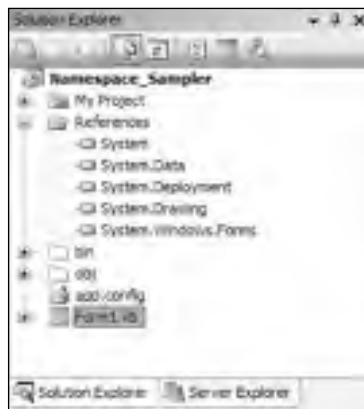 Solution Explorer
Namespace_Sampler
My Project
References
System
System.Data
System.Deployment
System.Drawing
System.Windows.Forms
bin
obj
app.config
Form1.vb
Solution Explorer
Server Explorer